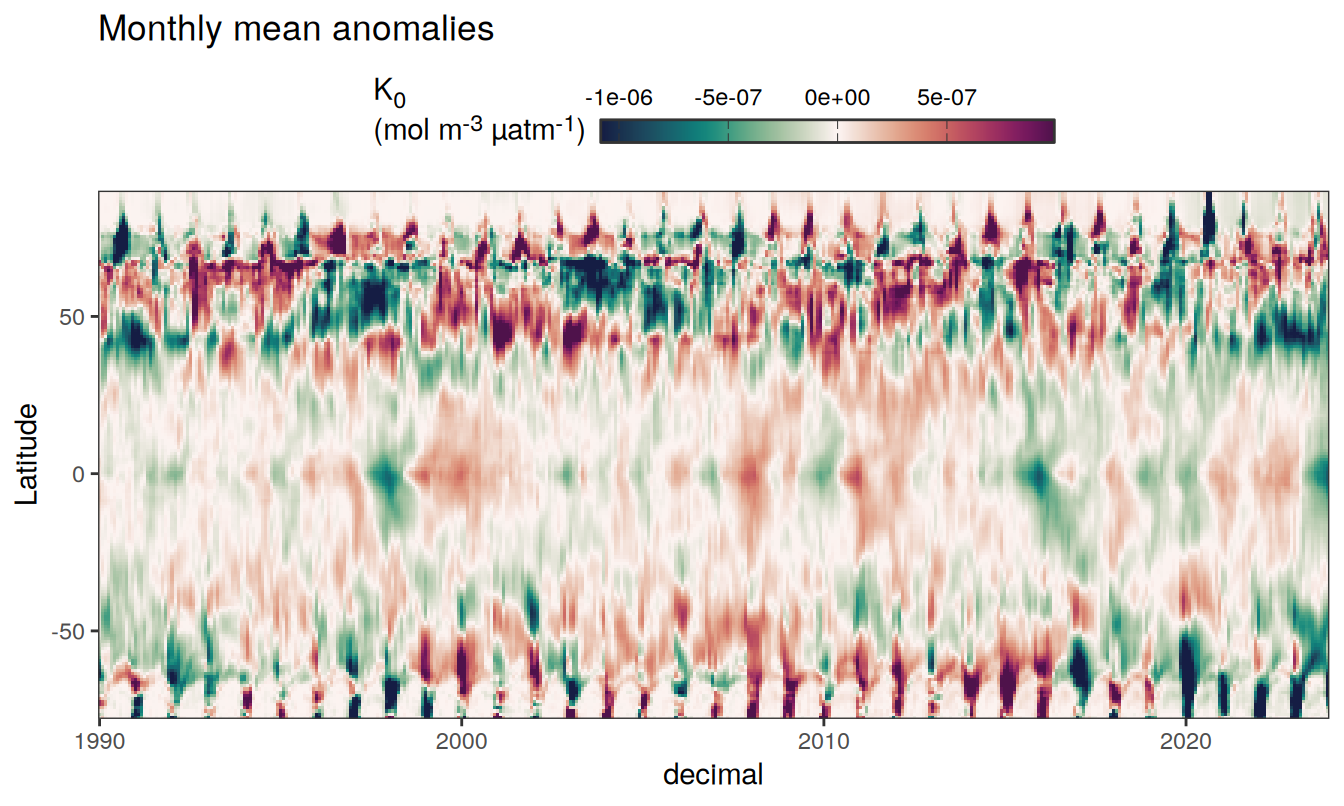 Monthly mean anomalies
K0
(mol m-3 µatm-1)
-1e-06 -5e-07 0e+00 5e-07
Latitude
50
0
-50
1990 2000 2010 2020
decimal